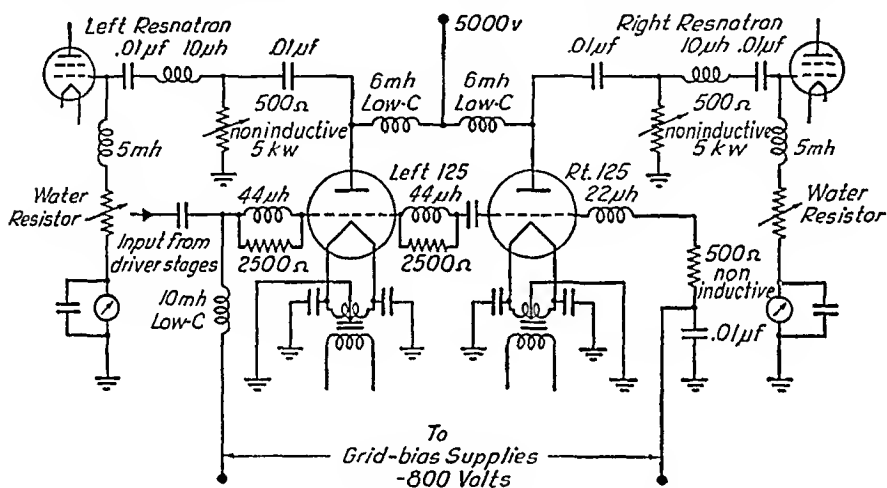 Left Resnatron
.01μf 10μh
.01μf
5000v
Right Resnatron
.01μf
10μh .01μf
6mh
Low-C
6mh
Low-C
500Ω
noninductive
5 kw
500Ω
noninductive
5 kw
5mh
5mh
Water
Resistor
Input from
driver stages
44μh
2500Ω
Left 125
44μh
2500Ω
Rt. 125
22μh
Water
Resistor
500Ω
non
inductive
10mh
Low-C
.01μf
To
Grid-bias Supplies
-800 Volts